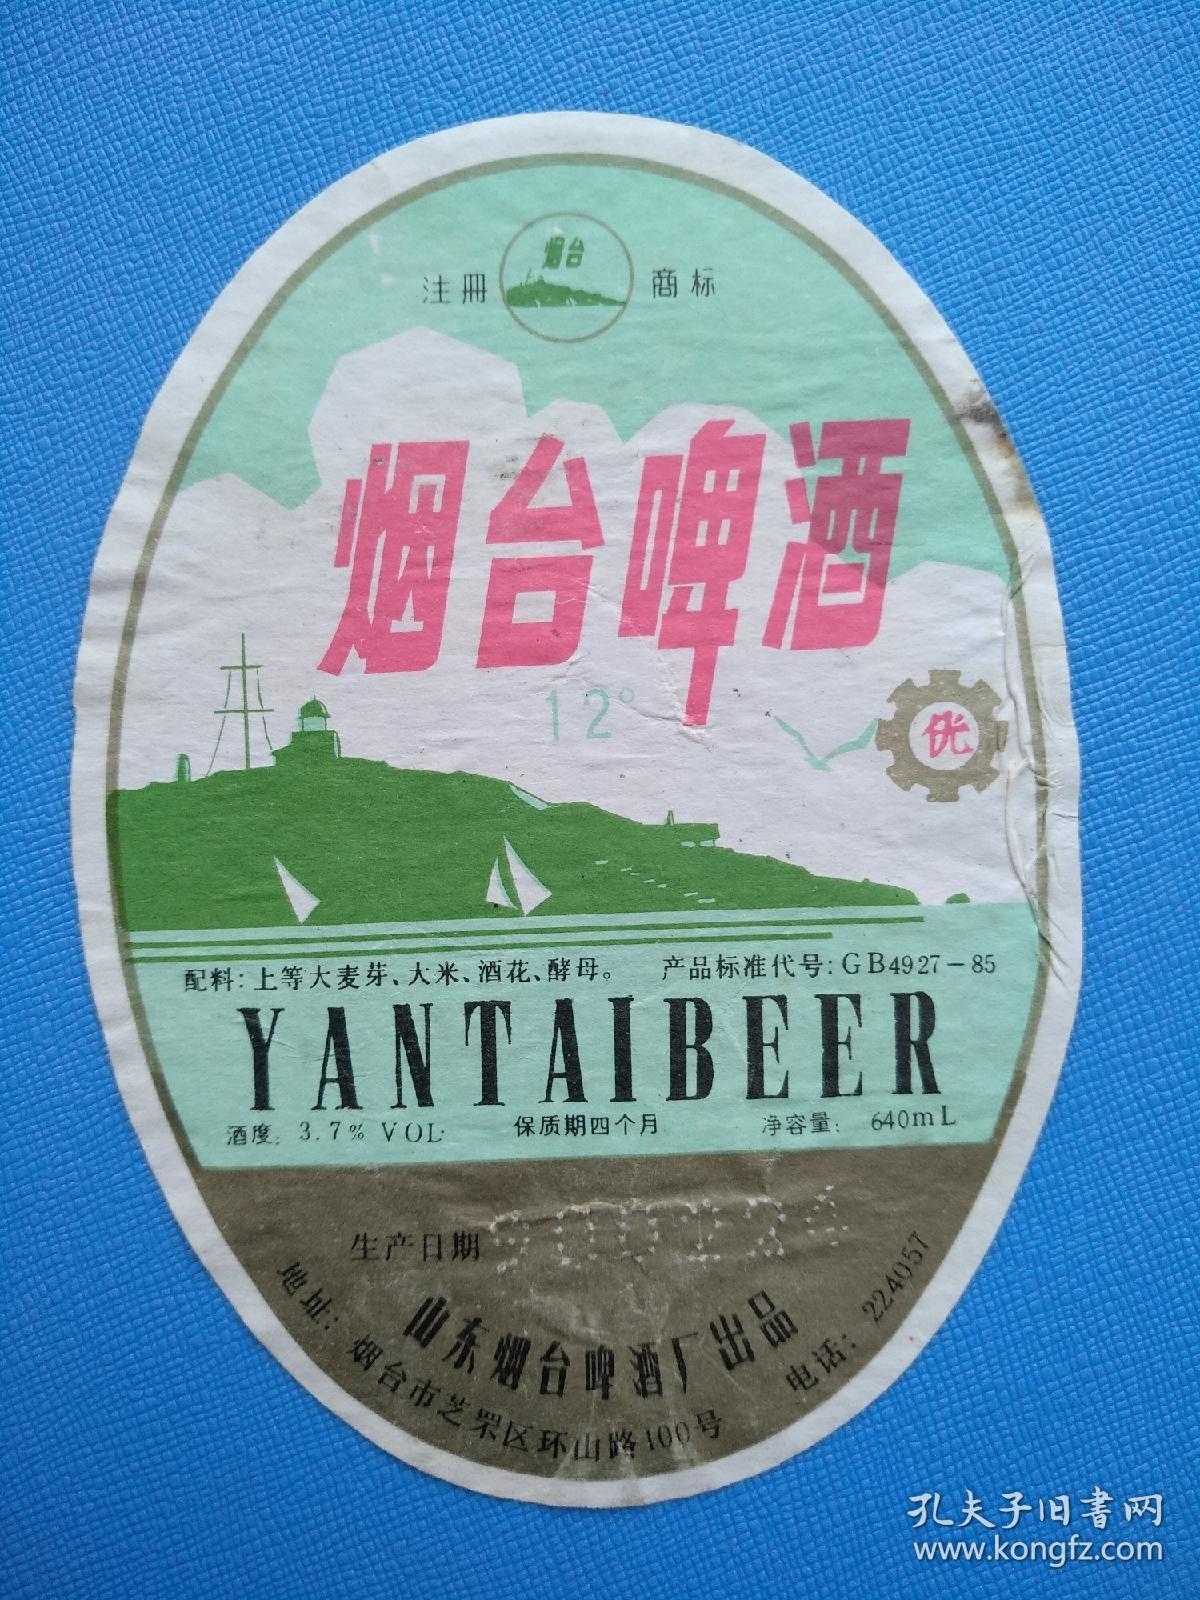 烟台
注册 商标
烟台啤酒
12°
优
配料：上等大麦芽、大米、酒花、酵母。 产品标准代号：GB4927-85
YANTAIBEER
酒度：3.7% VOL 保质期四个月 净容量：640mL
生产日期
山东烟台啤酒厂出品
地址：烟台市芝罘区环山路100号 电话：224057
孔夫子旧书网
www.kongfz.com